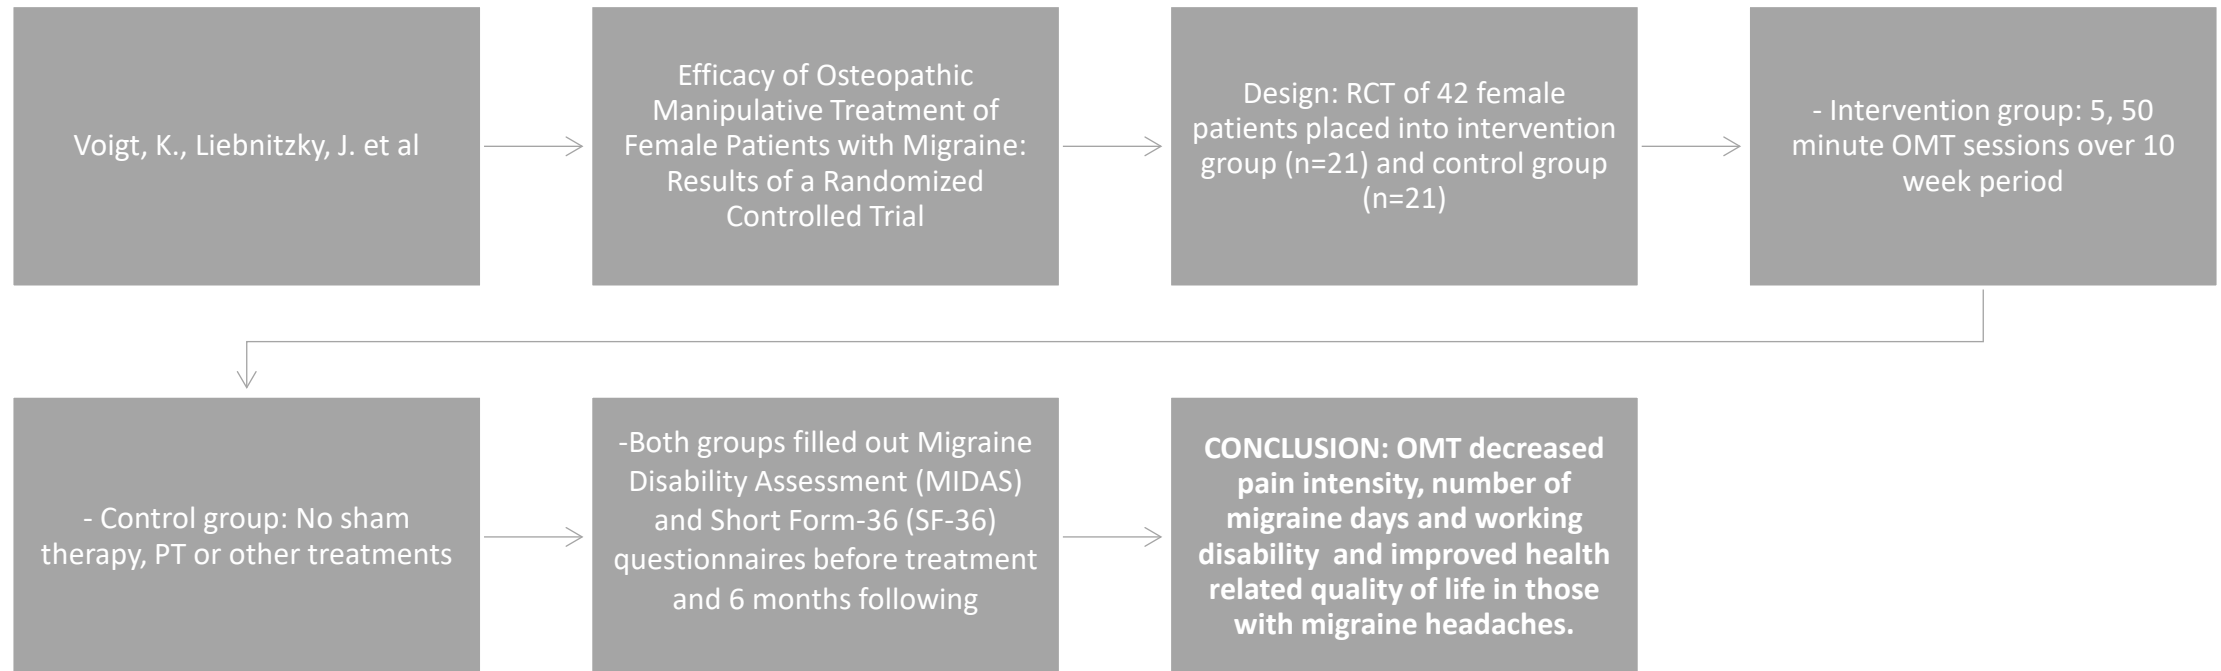 Voigt, K., Liebnitzky, J. et al
Efficacy of Osteopathic
Manipulative Treatment of
Female Patients with Migraine:
Results of a Randomized
Controlled Trial
Design: RCT of 42 female
patients placed into intervention
group (n=21) and control group
(n=21)
- Intervention group: 5, 50
minute OMT sessions over 10
week period
- Control group: No sham
therapy, PT or other treatments
-Both groups filled out Migraine
Disability Assessment (MIDAS)
and Short Form-36 (SF-36)
questionnaires before treatment
and 6 months following
CONCLUSION: OMT decreased
pain intensity, number of
migraine days and working
disability  and improved health
related quality of life in those
with migraine headaches.